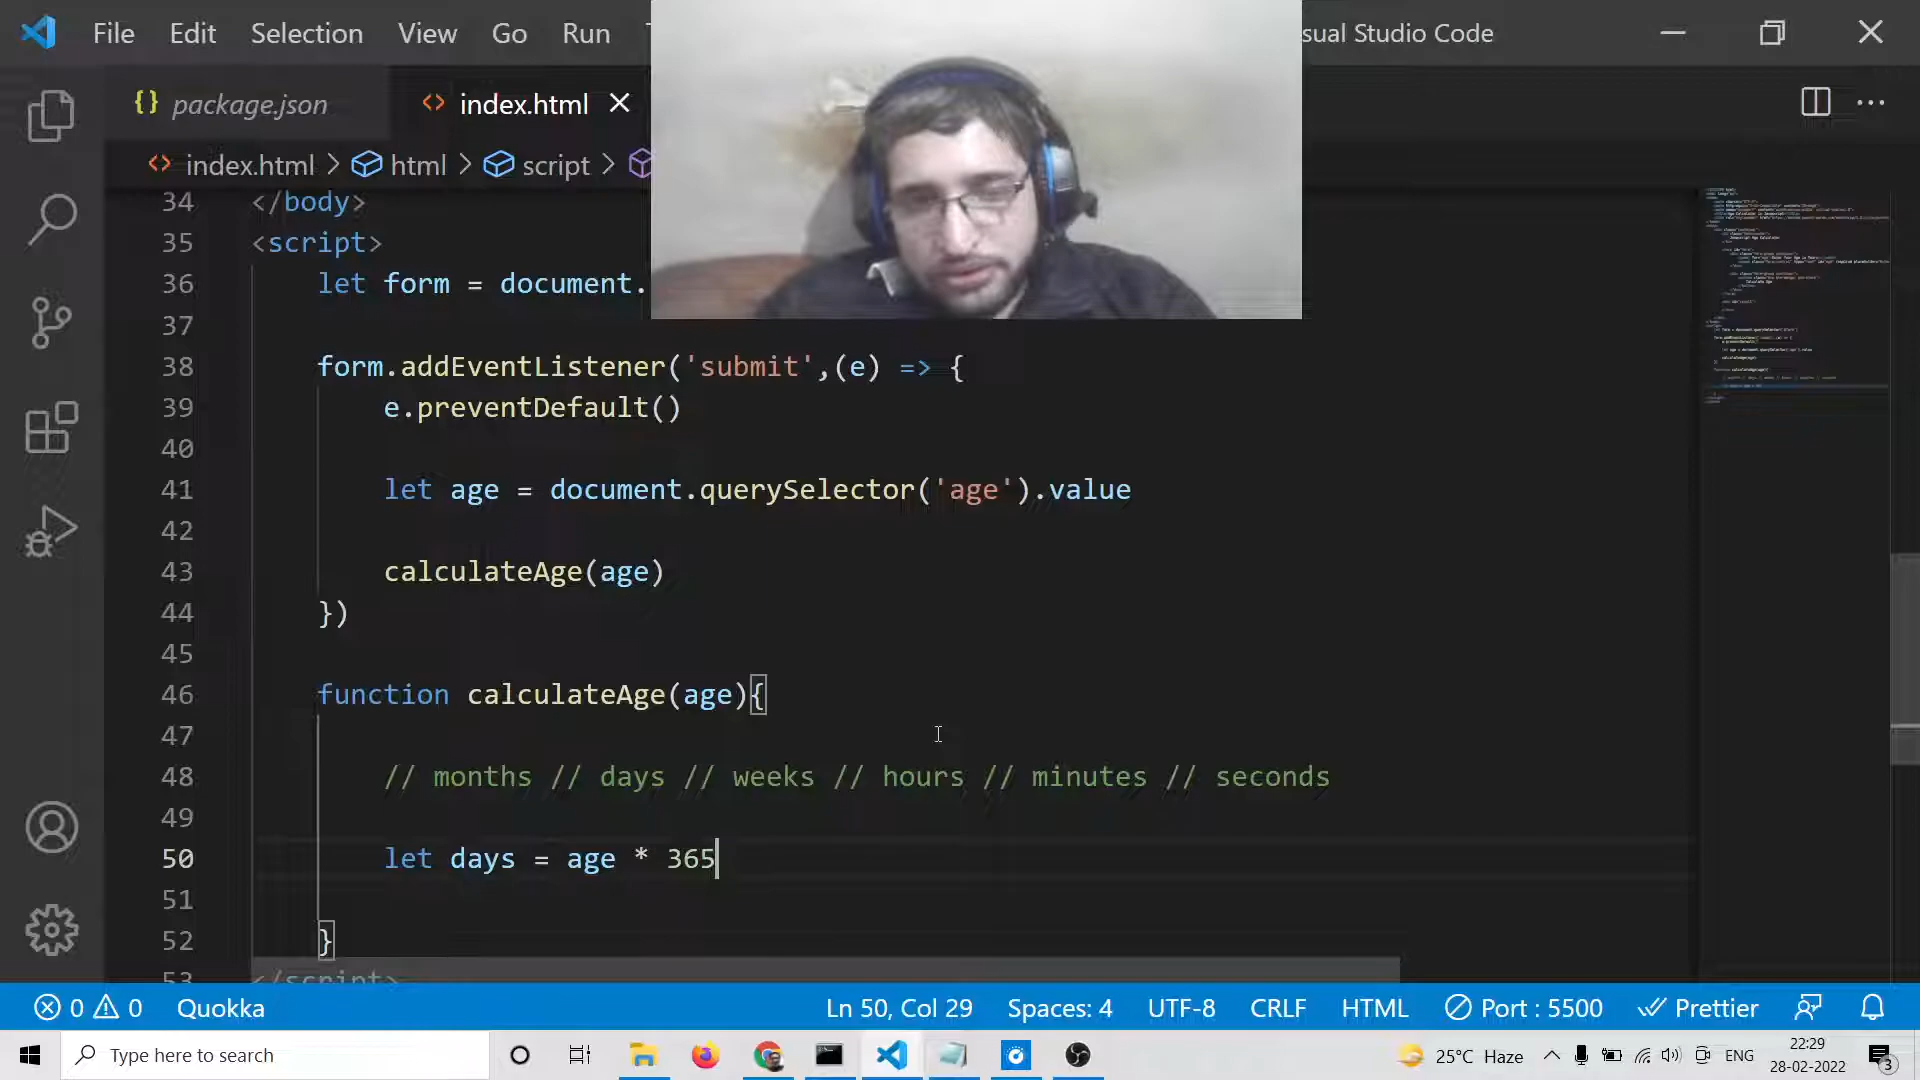 File Edit Selection View Go Run
sual Studio Code
package.json
index.html
index.html > html > script >
34 </body>
35 <script>
36 let form = document.
37
38 form.addEventListener('submit',(e) => {
39 e.preventDefault()
40
41 let age = document.querySelector('age').value
42
43 calculateAge(age)
44 })
45
46 function calculateAge(age){
47
48 // months // days // weeks // hours // minutes // seconds
49
50 let days = age * 365
51
52 }
53 </script>
0 0 Quokka
Ln 50, Col 29 Spaces: 4 UTF-8 CRLF HTML Port : 5500 Prettier
Type here to search
25°C Haze
ENG
22:29
28-02-2022
3